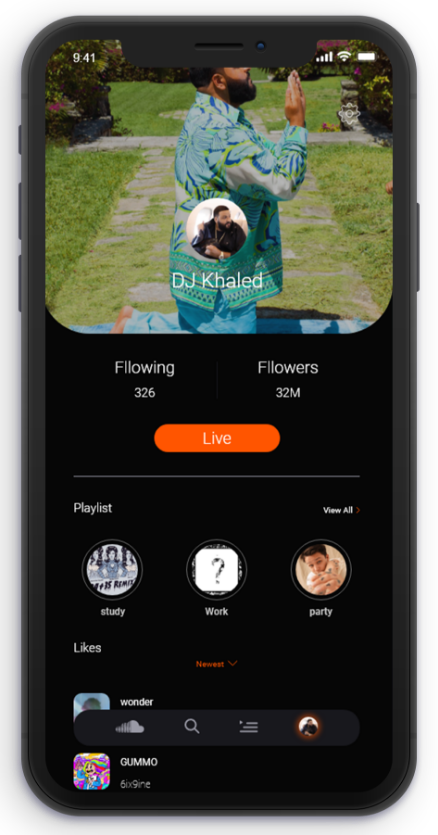 9:41
DJ Khaled
Fllowing
Fllowers
326
32M
Live
Playlist
View All >
?
study
Work
party
Likes
Newest
wonder
GUMMO
6ix9ine